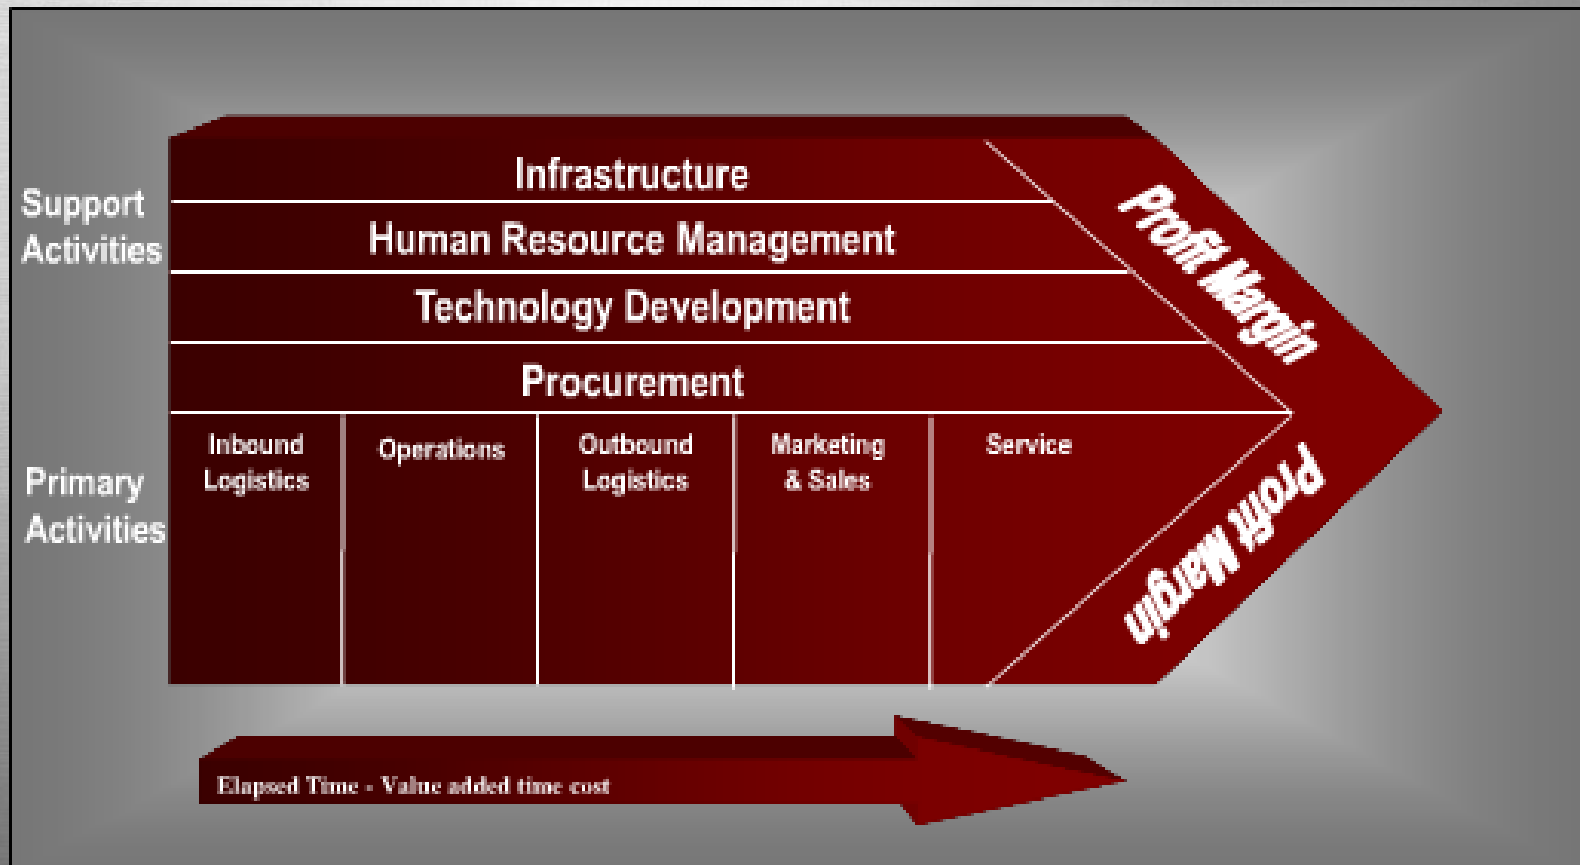 Support
Activities
Infrastructure
Human Resource Management
Technology Development
Procurement
Profit Margin
Primary
Activities
Inbound
Logistics
Operations
Outbound
Logistics
Marketing
& Sales
Service
Profit Margin
Elapsed Time - Value added time cost